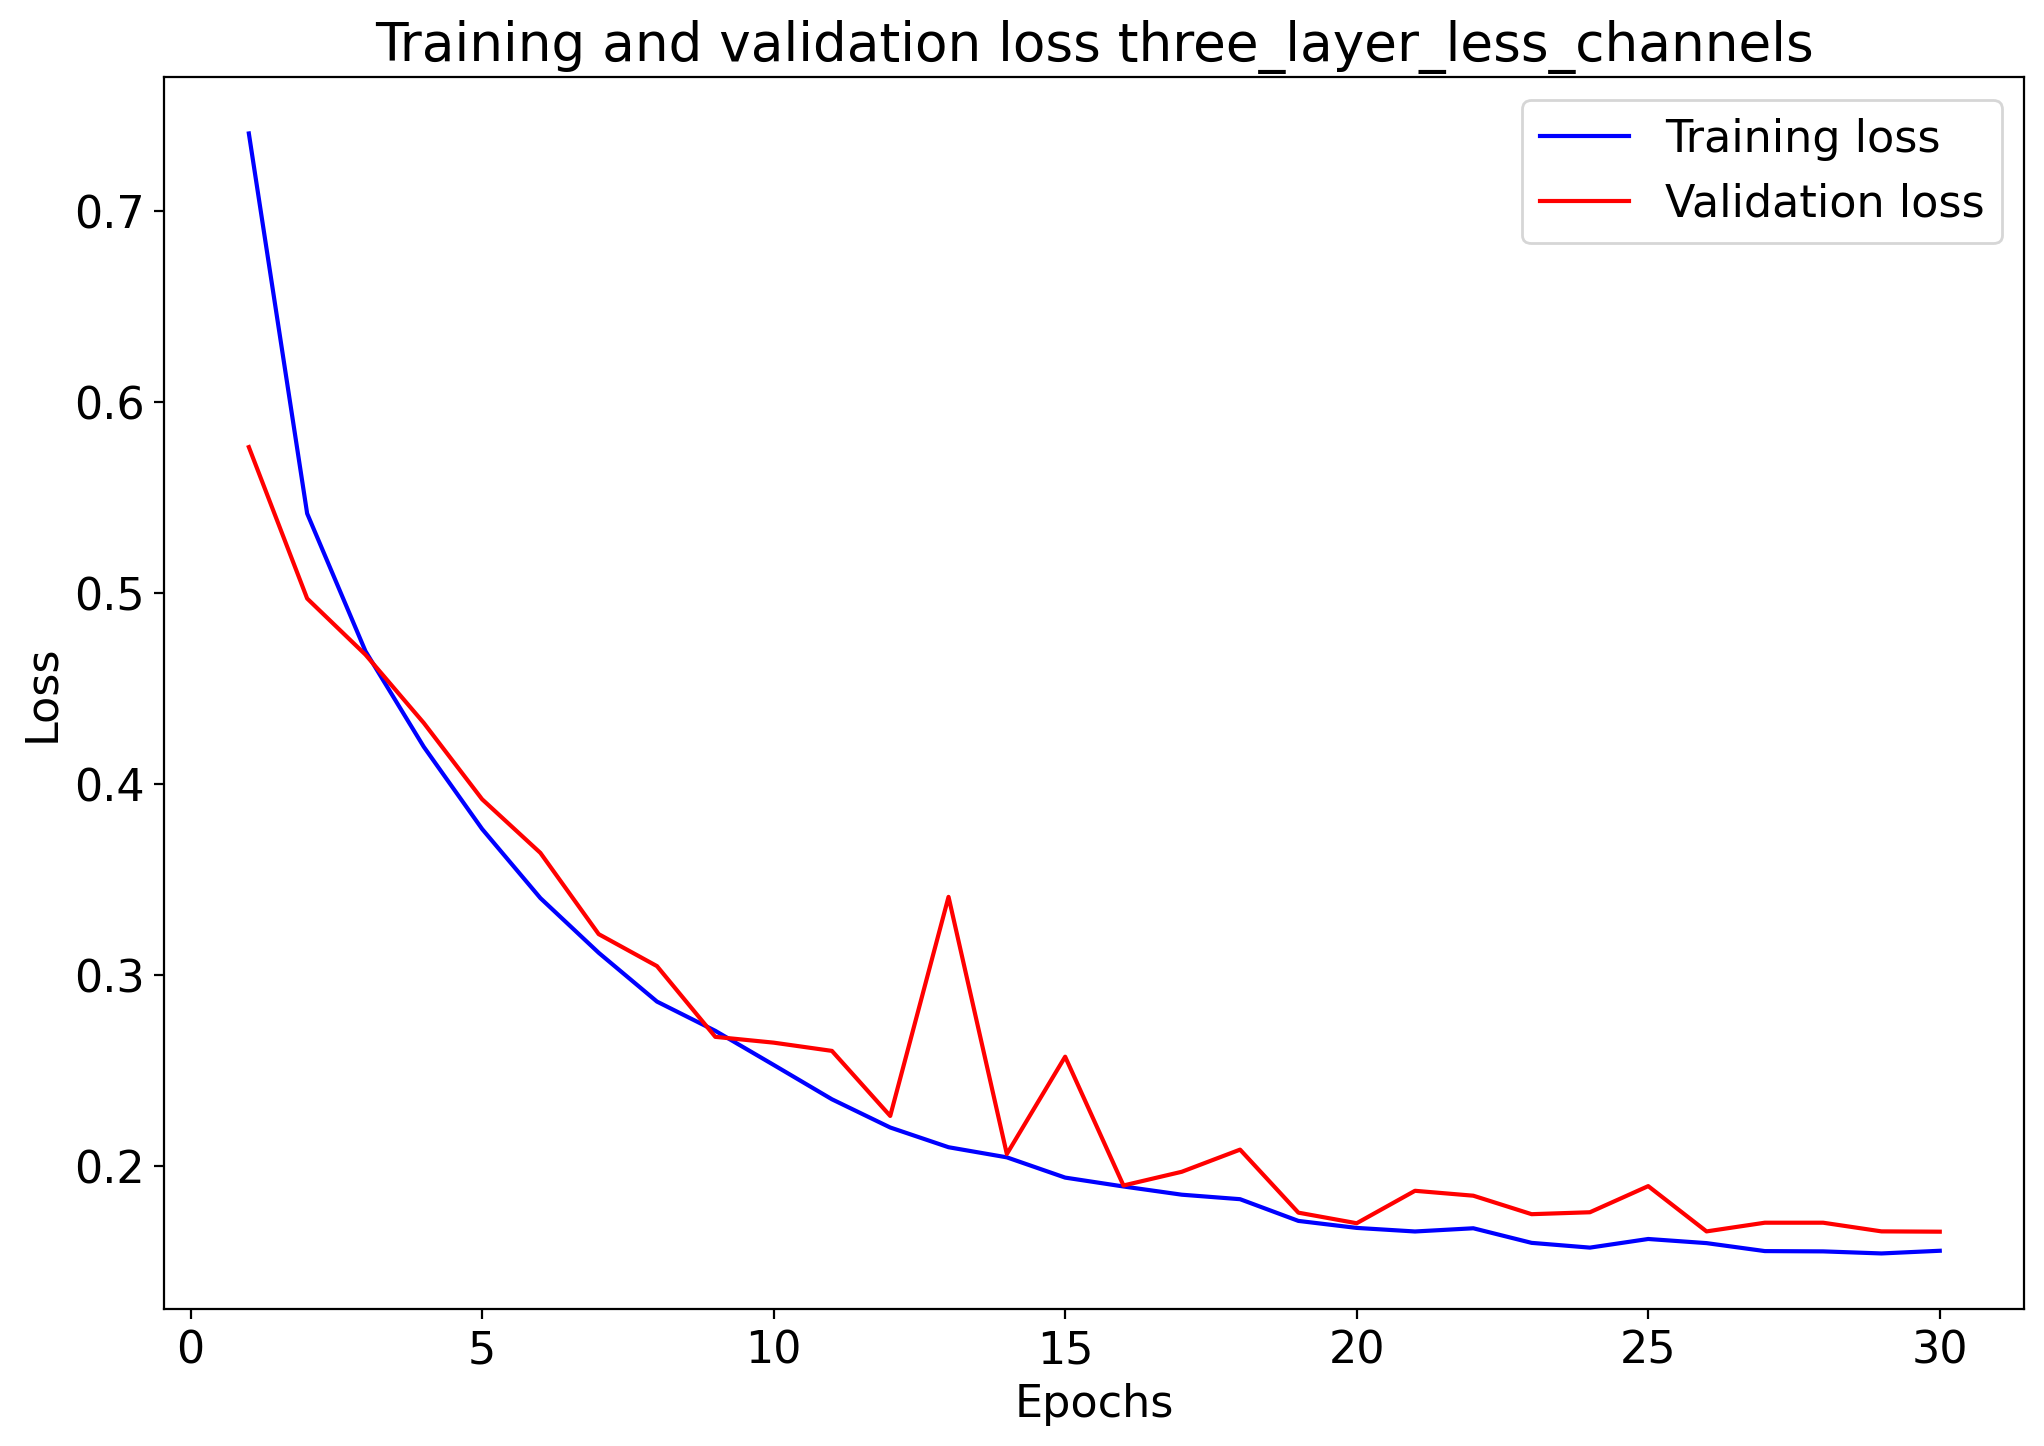 Training and validation loss three_layer_less_channels
Training loss
Validation loss
0.7
0.6
0.5
0.4
0.3
0.2
Loss
0 5 10 15 20 25 30
Epochs